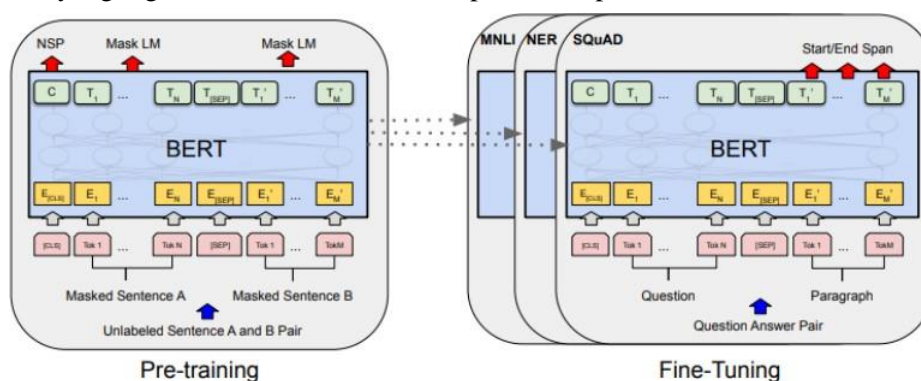 NSP Mask LM Mask LM
C T1 ... TN T[SEP] T1' ... TM'
BERT
E[CLS] E1 ... EN E[SEP] E1' ... EM'
[CLS] Tok 1 ... Tok N [SEP] Tok 1 ... TokM
Masked Sentence A Masked Sentence B
Unlabeled Sentence A and B Pair
Pre-training
MNLI NER SQuAD
Start/End Span
C T1 ... TN T[SEP] T1' ... TM'
BERT
E[CLS] E1 ... EN E[SEP] E1' ... EM'
[CLS] Tok 1 ... Tok N [SEP] Tok 1 ... TokM
Question Paragraph
Question Answer Pair
Fine-Tuning